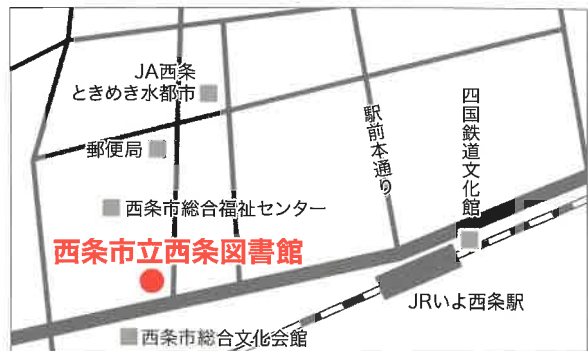 JA西条
ときめき水都市
郵便局
駅前本通り
四国鉄道文化館
西条市総合福祉センター
西条市立西条図書館
JRいよ西条駅
西条市総合文化会館